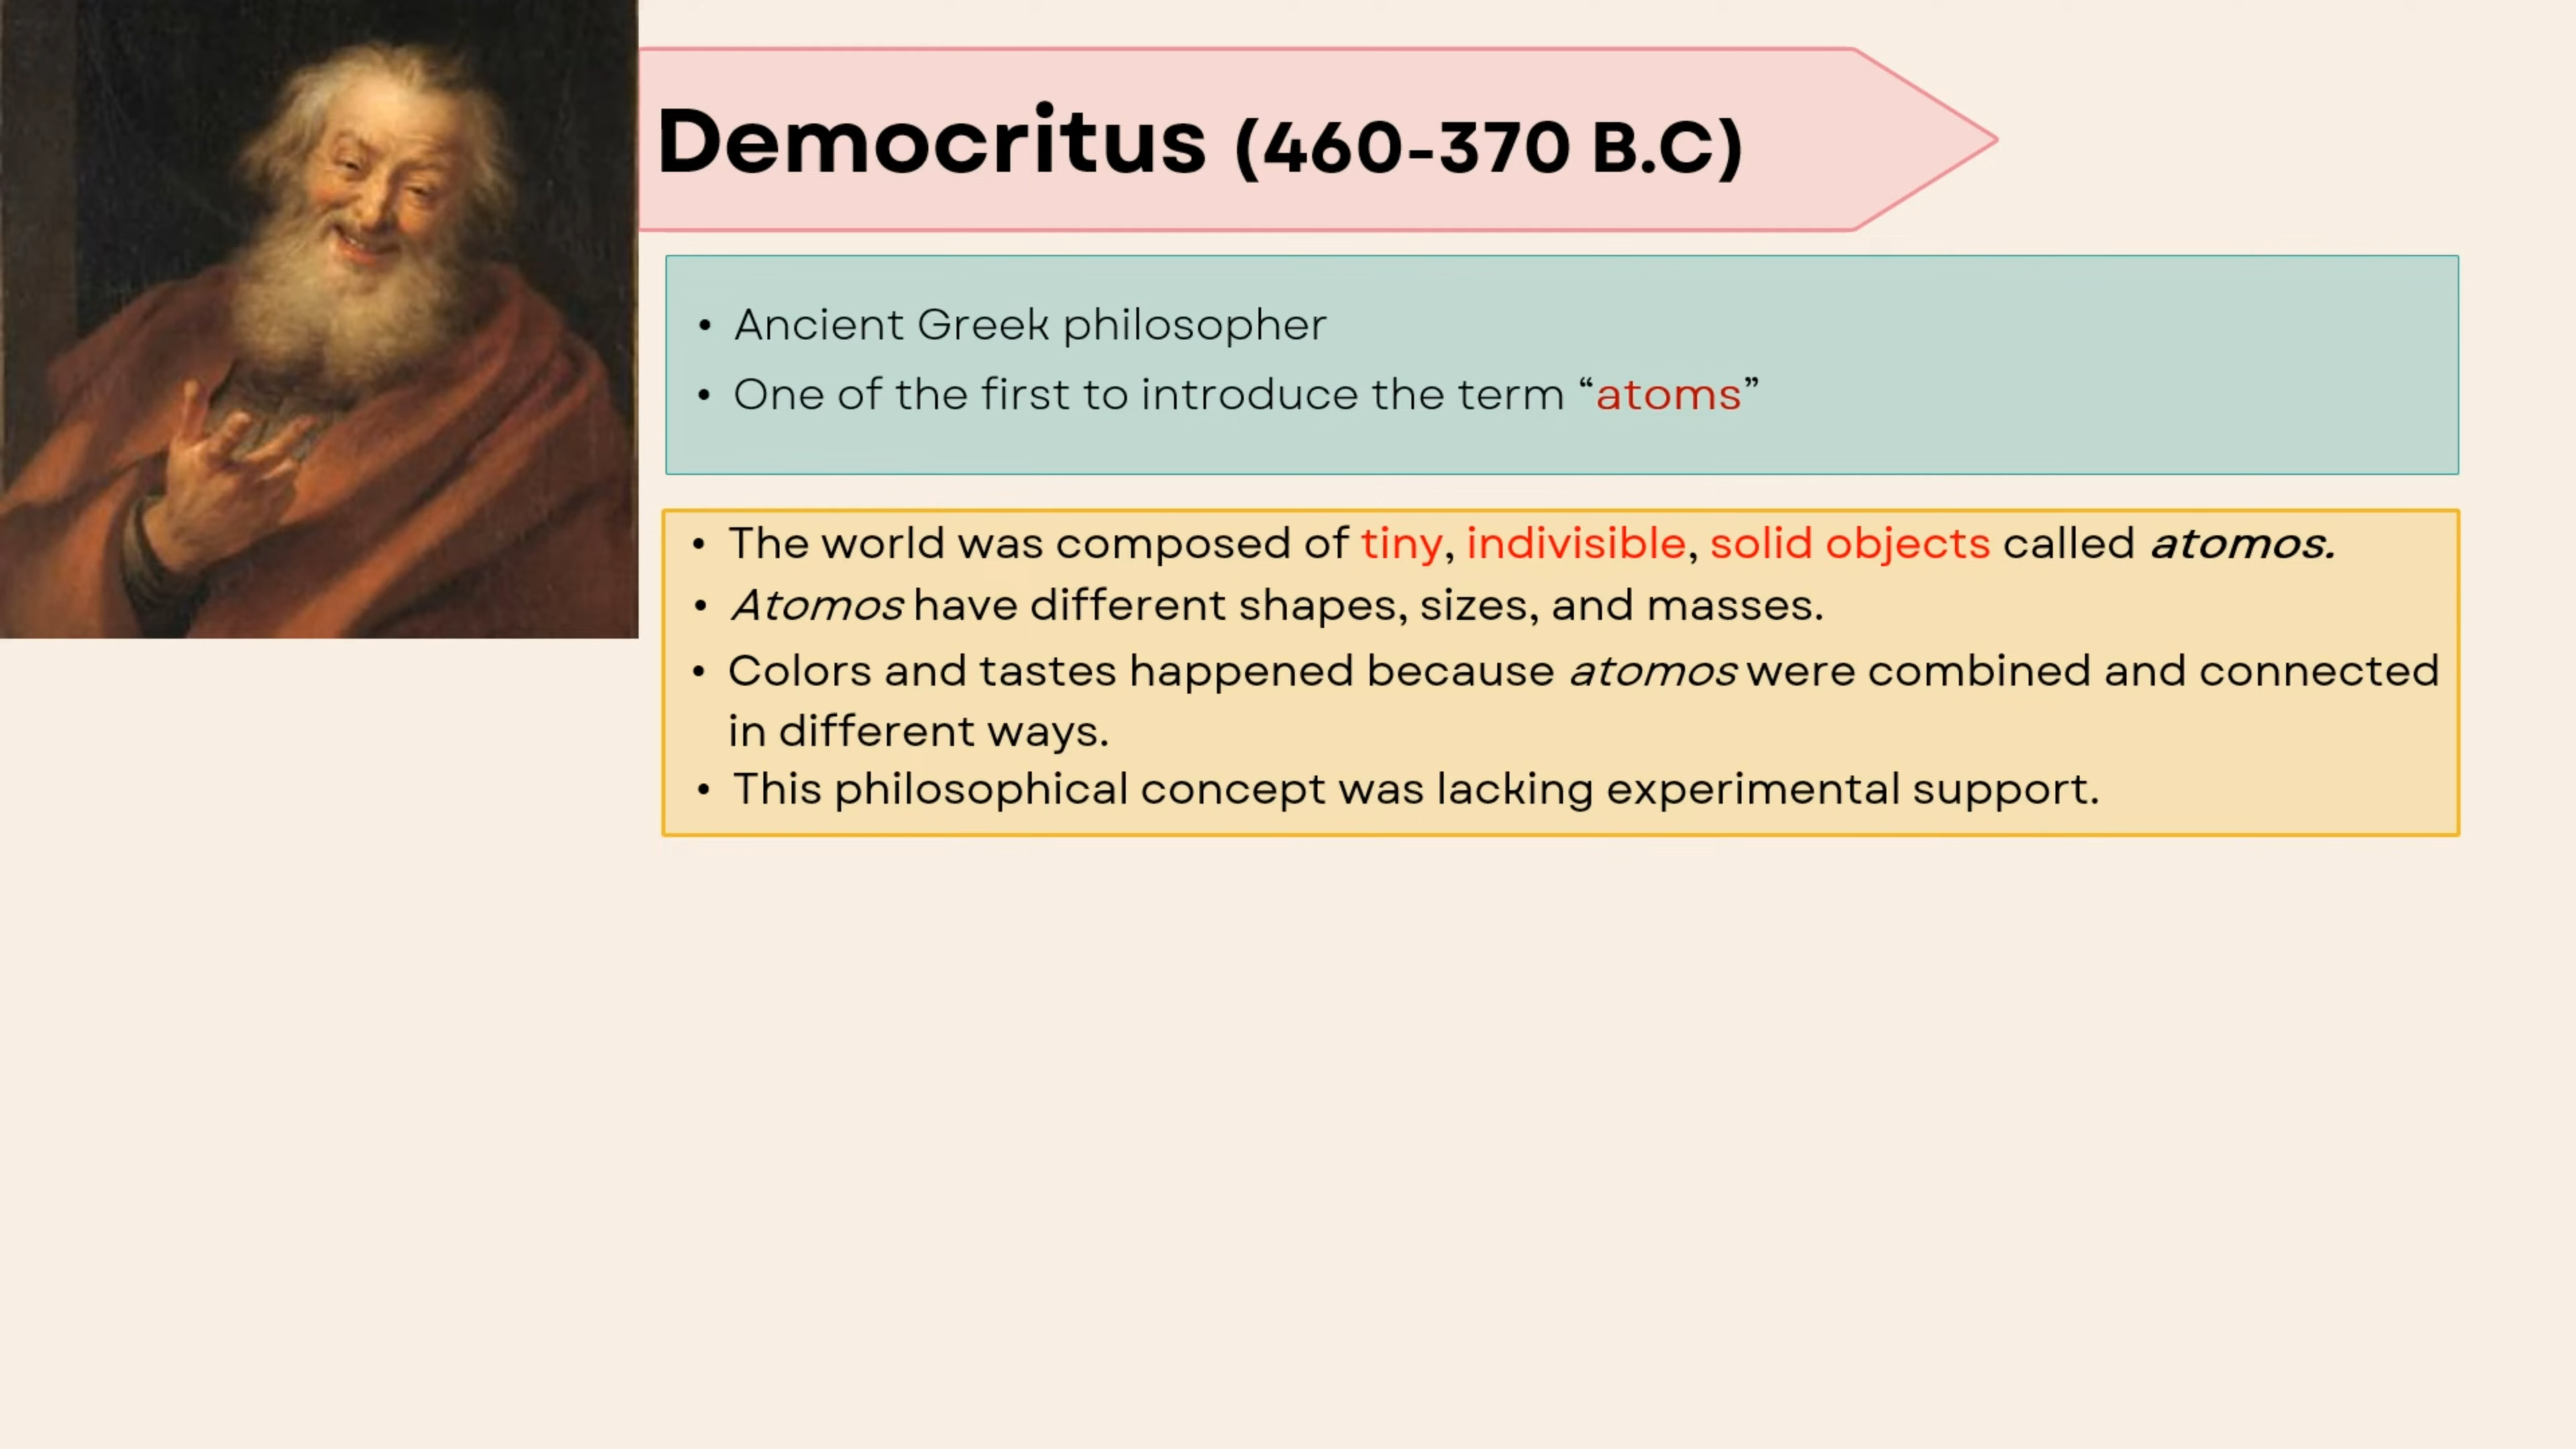 Democritus (460-370 B.C)
• Ancient Greek philosopher
• One of the first to introduce the term “atoms”
• The world was composed of tiny, indivisible, solid objects called atomos.
• Atomos have different shapes, sizes, and masses.
• Colors and tastes happened because atomos were combined and connected
in different ways.
• This philosophical concept was lacking experimental support.